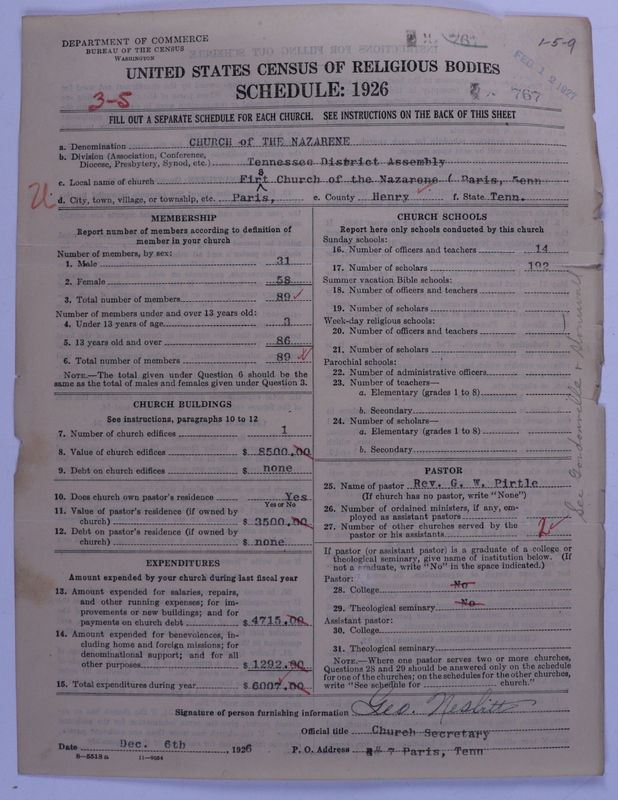 DEPARTMENT OF COMMERCE
BUREAU OF THE CENSUS
WASHINGTON
767
1-5-9
FEB 12 1927
UNITED STATES CENSUS OF RELIGIOUS BODIES
SCHEDULE: 1926
767
3-5
FILL OUT A SEPARATE SCHEDULE FOR EACH CHURCH. SEE INSTRUCTIONS ON THE BACK OF THIS SHEET
a. Denomination CHURCH of THE NAZARENE
b. Division (Association, Conference, Diocese, Presbytery, Synod, etc.) Tennessee District Assembly
c. Local name of church Firt s Church of the Nazarene ( Paris, Tenn
d. City, town, village, or township, etc. Paris, e. County Henry f. State Tenn.
MEMBERSHIP
Report number of members according to definition of
member in your church
Number of members, by sex:
1. Male 31
2. Female 58
3. Total number of members 89
Number of members under and over 13 years old:
4. Under 13 years of age 3
5. 13 years old and over 86
6. Total number of members 89
NOTE.—The total given under Question 6 should be
same as the total of males and females given under Question 3.
CHURCH BUILDINGS
See instructions, paragraphs 10 to 12
7. Number of church edifices 1
8. Value of church edifices $ 8500.00
9. Debt on church edifices $ none
10. Does church own pastor's residence Yes
Yes or No
11. Value of pastor's residence (if owned by
church) $ 3500.00
12. Debt on pastor's residence (if owned by
church) $ none
EXPENDITURES
Amount expended by your church during last fiscal year
13. Amount expended for salaries, repairs,
and other running expenses; for im-
provements or new buildings; and for
payments on church debt $ 4715.00
14. Amount expended for benevolences, in-
cluding home and foreign missions; for
denominational support; and for all
other purposes $ 1292.00
15. Total expenditures during year $ 6007.00
CHURCH SCHOOLS
Report here only schools conducted by this church
Sunday schools:
16. Number of officers and teachers 14
17. Number of scholars 192
Summer vacation Bible schools:
18. Number of officers and teachers
19. Number of scholars
Week-day religious schools:
20. Number of officers and teachers
21. Number of scholars
Parochial schools:
22. Number of administrative officers
23. Number of teachers—
a. Elementary (grades 1 to 8)
b. Secondary
24. Number of scholars—
a. Elementary (grades 1 to 8)
b. Secondary
PASTOR
25. Name of pastor Rev. G. W. Pirtle
(If church has no pastor, write "None")
26. Number of ordained ministers, if any, em-
ployed as assistant pastors
27. Number of other churches served by the
pastor or his assistants 2
If pastor (or assistant pastor) is a graduate of a college or
theological seminary, give name of institution below. (If
not a graduate, write "No" in the space indicated.)
Pastor:
28. College No
29. Theological seminary No
Assistant pastor:
30. College
31. Theological seminary
NOTE.—Where one pastor serves two or more churches,
Questions 28 and 29 should be answered only on the schedule
for one of the churches; on the schedules for the other churches,
write "See schedule for church."
Signature of person furnishing information Geo. Nesbitt
Official title Church Secretary
Date Dec. 6th, 1926 P. O. Address Paris, Tenn
8—5518 a 11—9054